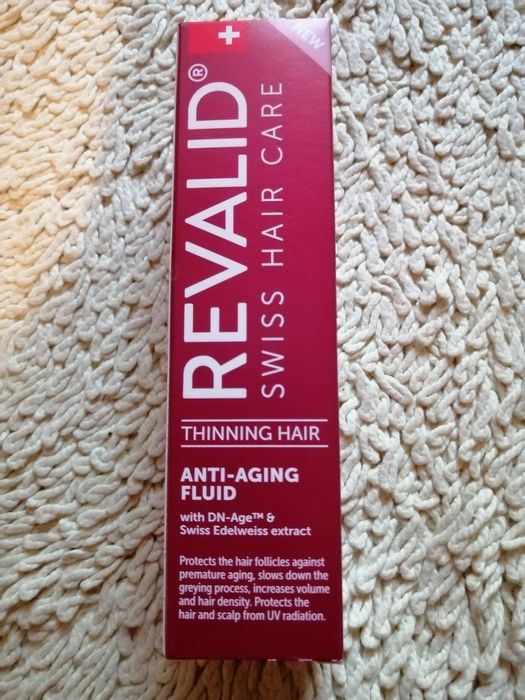 NEW
REVALID®
SWISS HAIR CARE
THINNING HAIR
ANTI-AGING
FLUID
with DN-Age™ &
Swiss Edelweiss extract
Protects the hair follicles against
premature aging, slows down the
greying process, increases volume
and hair density. Protects the
hair and scalp from UV radiation.